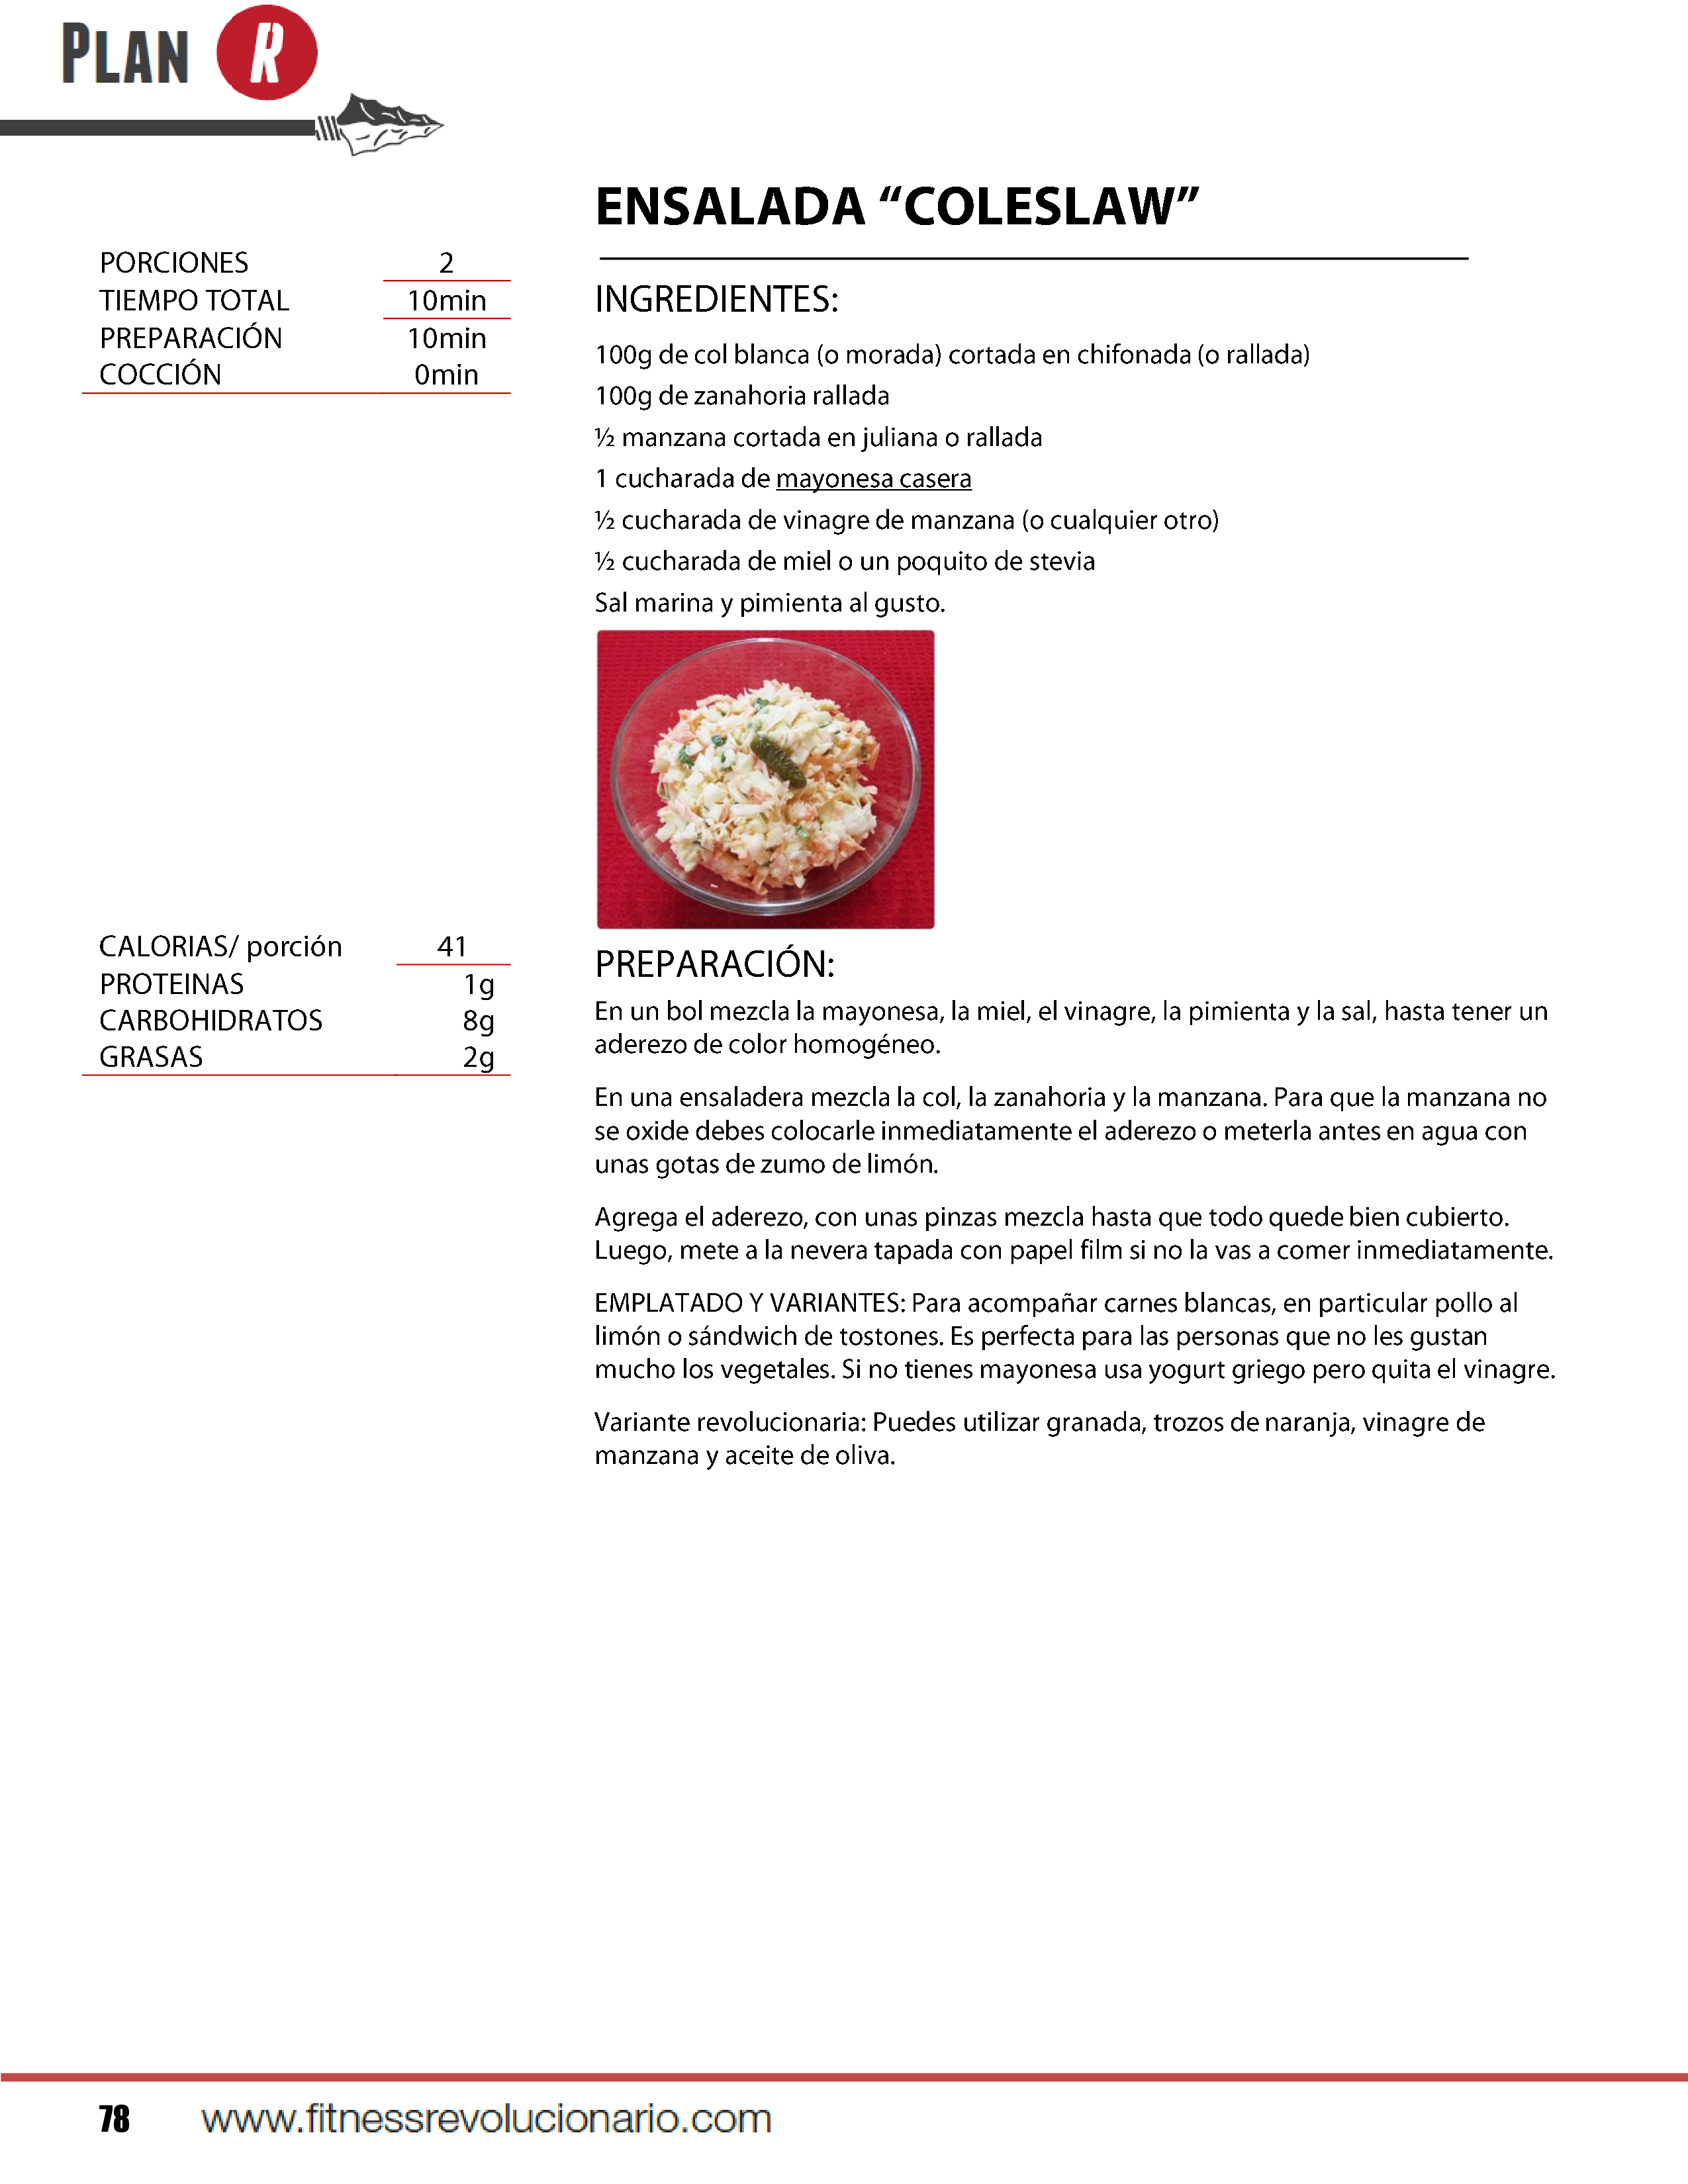 PLAN R
ENSALADA “COLESLAW”
PORCIONES 2
TIEMPO TOTAL 10min
PREPARACIÓN 10min
COCCIÓN 0min
INGREDIENTES:
100g de col blanca (o morada) cortada en chifonada (o rallada)
100g de zanahoria rallada
½ manzana cortada en juliana o rallada
1 cucharada de mayonesa casera
½ cucharada de vinagre de manzana (o cualquier otro)
½ cucharada de miel o un poquito de stevia
Sal marina y pimienta al gusto.
CALORIAS/ porción 41
PROTEINAS 1g
CARBOHIDRATOS 8g
GRASAS 2g
PREPARACIÓN:
En un bol mezcla la mayonesa, la miel, el vinagre, la pimienta y la sal, hasta tener un
aderezo de color homogéneo.
En una ensaladera mezcla la col, la zanahoria y la manzana. Para que la manzana no
se oxide debes colocarle inmediatamente el aderezo o meterla antes en agua con
unas gotas de zumo de limón.
Agrega el aderezo, con unas pinzas mezcla hasta que todo quede bien cubierto.
Luego, mete a la nevera tapada con papel film si no la vas a comer inmediatamente.
EMPLATADO Y VARIANTES: Para acompañar carnes blancas, en particular pollo al
limón o sándwich de tostones. Es perfecta para las personas que no les gustan
mucho los vegetales. Si no tienes mayonesa usa yogurt griego pero quita el vinagre.
Variante revolucionaria: Puedes utilizar granada, trozos de naranja, vinagre de
manzana y aceite de oliva.
78 www.fitnessrevolucionario.com